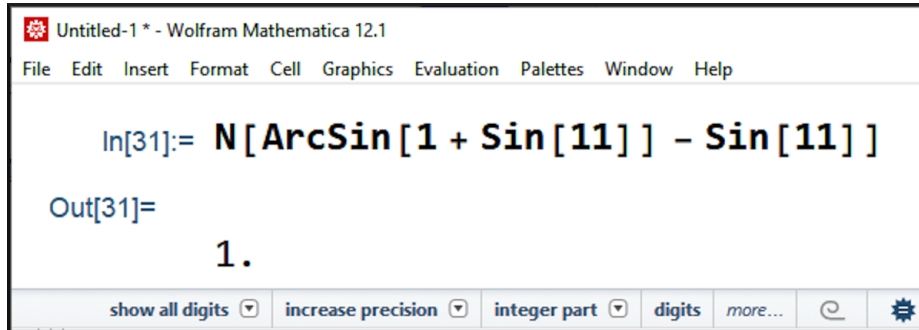 Untitled-1 * - Wolfram Mathematica 12.1
File Edit Insert Format Cell Graphics Evaluation Palettes Window Help
In[31]:= N[ArcSin[1 + Sin[11]] - Sin[11]]
Out[31]=
1.
show all digits increase precision integer part digits more...